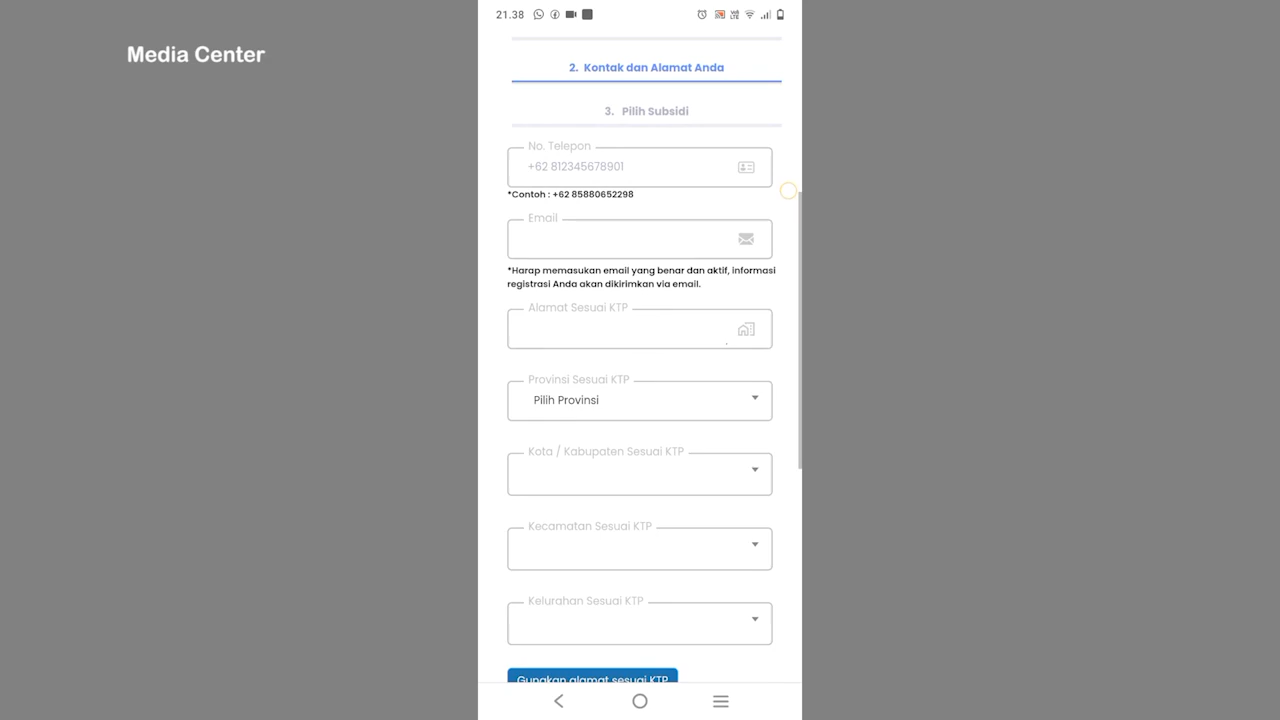 Media Center
21.38
2. Kontak dan Alamat Anda
3. Pilih Subsidi
No. Telepon
+62 812345678901
*Contoh : +62 85880652298
Email
*Harap memasukan email yang benar dan aktif, informasi
registrasi Anda akan dikirimkan via email.
Alamat Sesuai KTP
Provinsi Sesuai KTP
Pilih Provinsi
Kota / Kabupaten Sesuai KTP
Kecamatan Sesuai KTP
Kelurahan Sesuai KTP
Gunakan alamat sesuai KTP